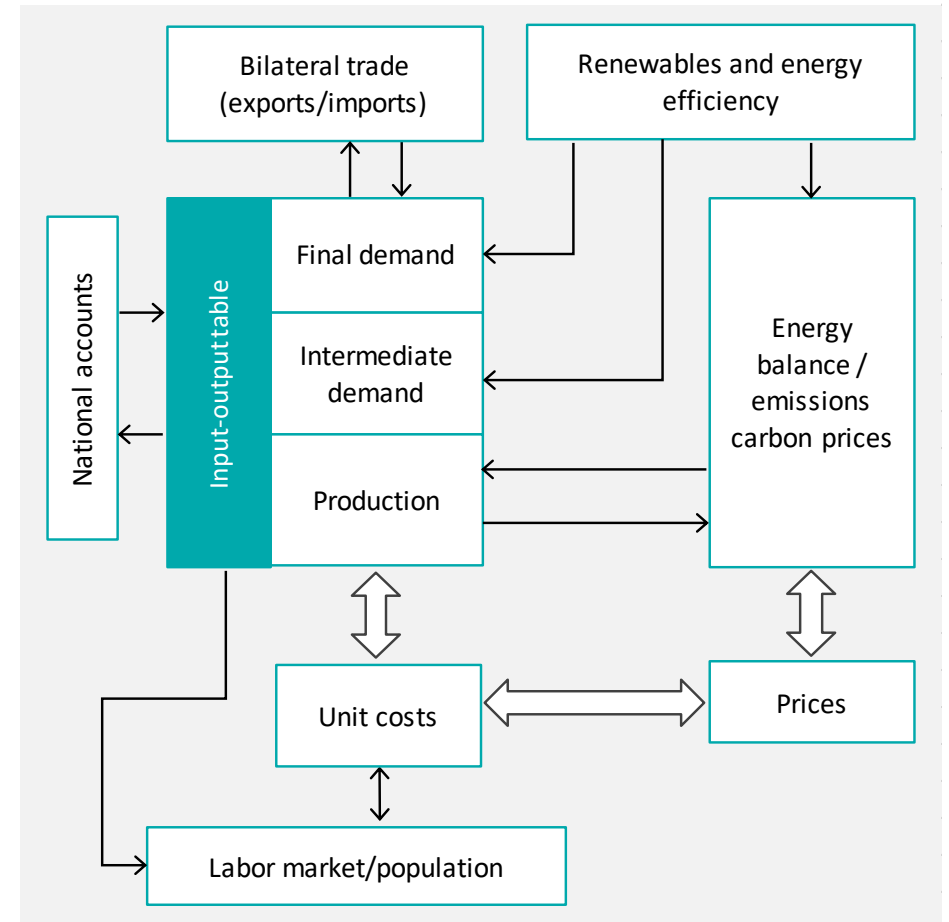 Bilateral trade
(exports/imports)
Renewables and energy
efficiency
National accounts
Input-outputtable
Final demand
Intermediate
demand
Production
Energy
balance /
emissions
carbon prices
Unit costs
Prices
Labor market/population